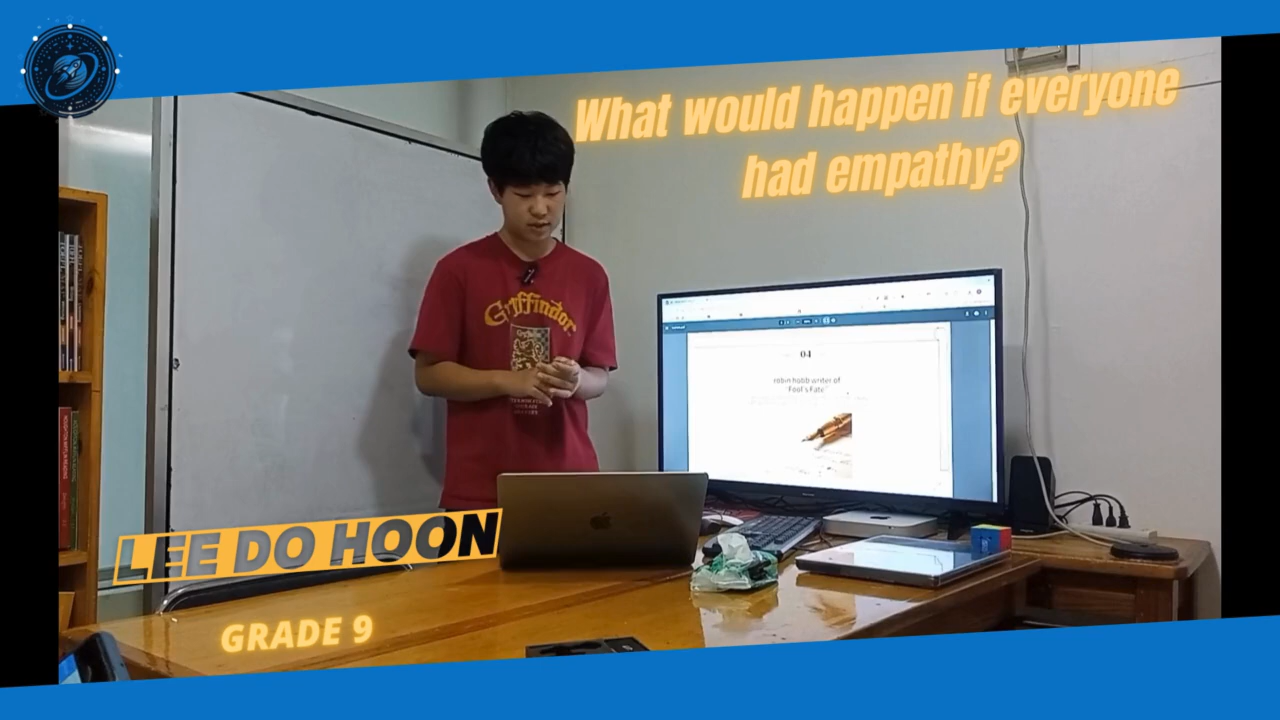 What would happen if everyone
had empathy?
Gryffindor
04
robin hobb writer of
"Fool's Fate"
LEE DO HOON
GRADE 9